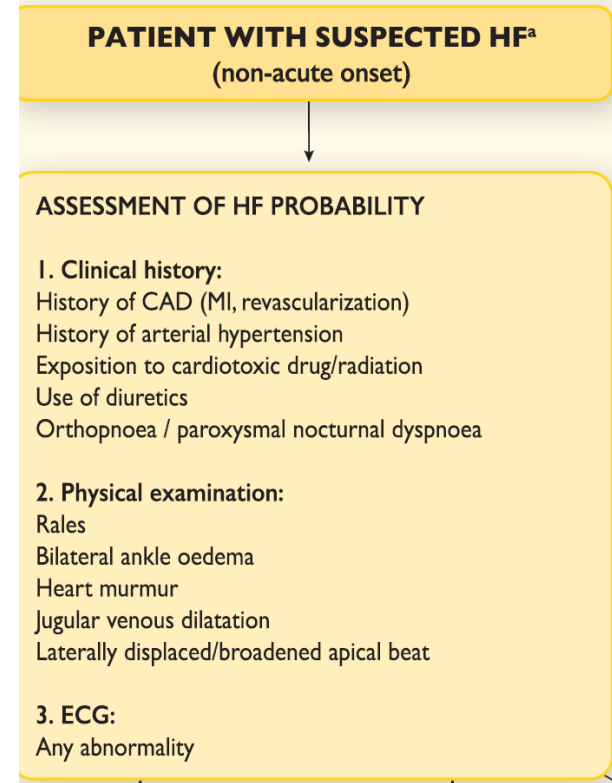 PATIENT WITH SUSPECTED HFª
(non-acute onset)
ASSESSMENT OF HF PROBABILITY
1. Clinical history:
History of CAD (MI, revascularization)
History of arterial hypertension
Exposition to cardiotoxic drug/radiation
Use of diuretics
Orthopnoea / paroxysmal nocturnal dyspnoea
2. Physical examination:
Rales
Bilateral ankle oedema
Heart murmur
Jugular venous dilatation
Laterally displaced/broadened apical beat
3. ECG:
Any abnormality